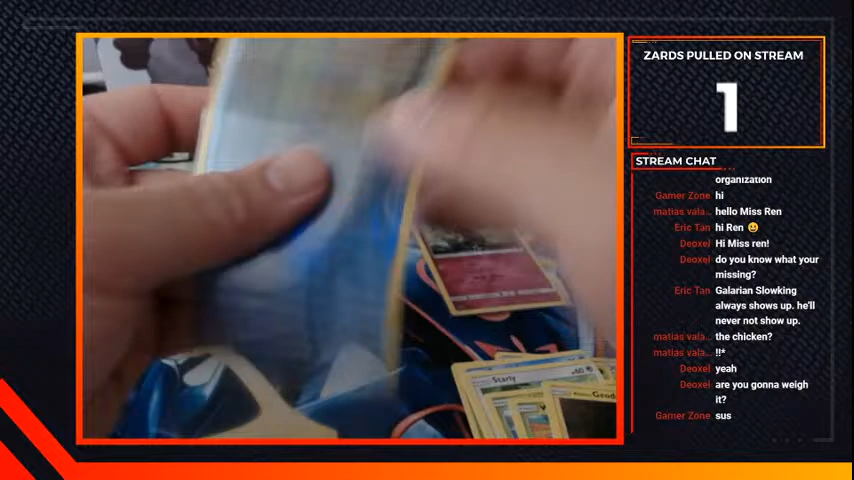 ZARDS PULLED ON STREAM
1
STREAM CHAT
organization
Gamer Zone hi
matias vala... hello Miss Ren
Eric Tan hi Ren 😃
Deoxel Hi Miss ren!
Deoxel do you know what your
missing?
Eric Tan Galarian Slowking
always shows up. he'll
never not show up.
matias vala... the chicken?
matias vala... !!*
Deoxel yeah
Deoxel are you gonna weigh
it?
Gamer Zone sus
Starly
60
Geod